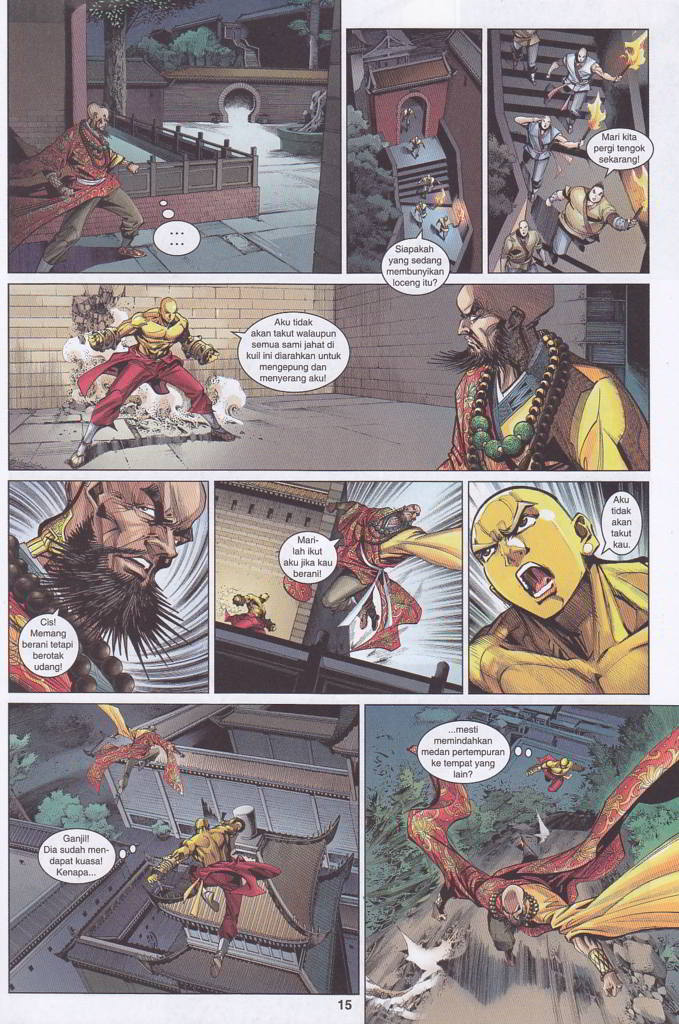 ...
...
Siapakah
yang sedang
membunyikan
loceng itu?
Mari kita
pergi tengok
sekarang!
Aku tidak
akan takut walaupun
semua sami jahat di
kuil ini diarahkan untuk
mengepung dan
menyerang aku!
Cis!
Memang
berani tetapi
berotak
udang!
Mari-
lah ikut
aku jika kau
berani!
Aku
tidak
akan
takut
kau.
Ganjil!
Dia sudah men-
dapat kuasa!
Kenapa...
...mesti
memindahkan
medan pertempuran
ke tempat yang
lain?
15